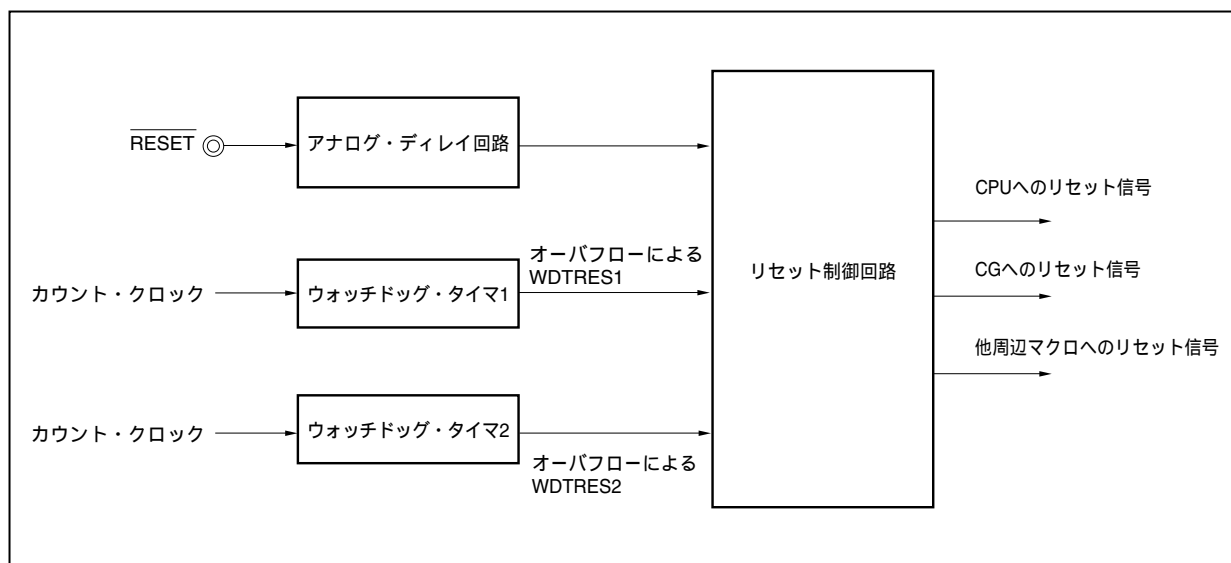 RESET
アナログ・ディレイ回路
CPUへのリセット信号
オーバフローによる
WDTRES1
リセット制御回路
CGへのリセット信号
カウント・クロック
ウォッチドッグ・タイマ1
他周辺マクロへのリセット信号
カウント・クロック
ウォッチドッグ・タイマ2
オーバフローによる
WDTRES2